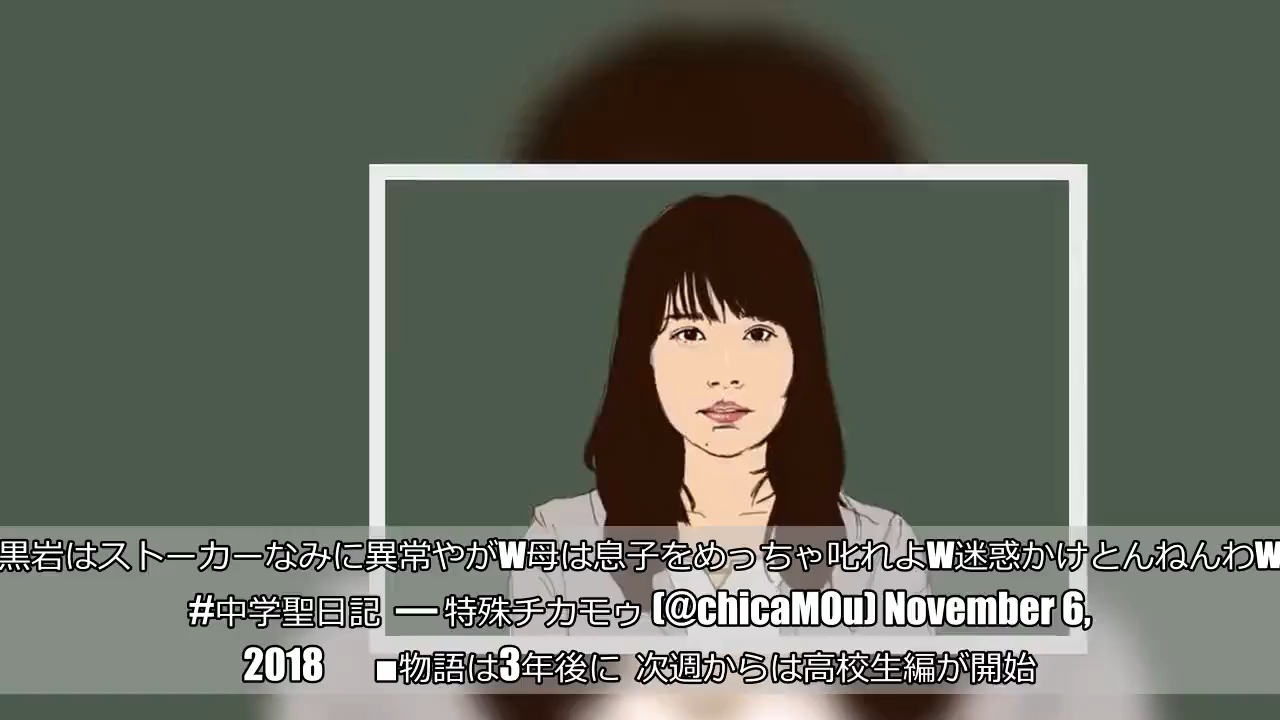 黒岩はストーカーなみに異常やがW母は息子をめっちゃ叱れよW迷惑かけとんねんわW
#中学聖日記 — 特殊チカモゥ (@chicaM0u) November 6,
2018 ■物語は3年後に 次週からは高校生編が開始